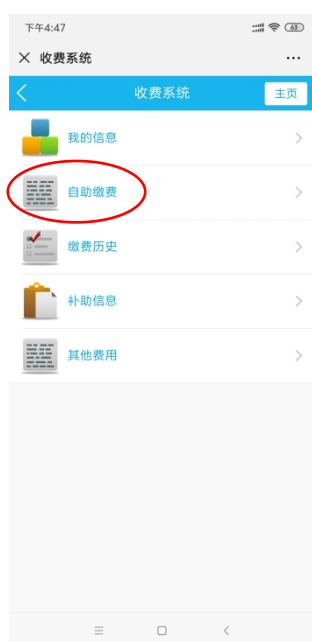 下午4:47
63
收费系统
收费系统
主页
我的信息
自助缴费
缴费历史
补助信息
其他费用